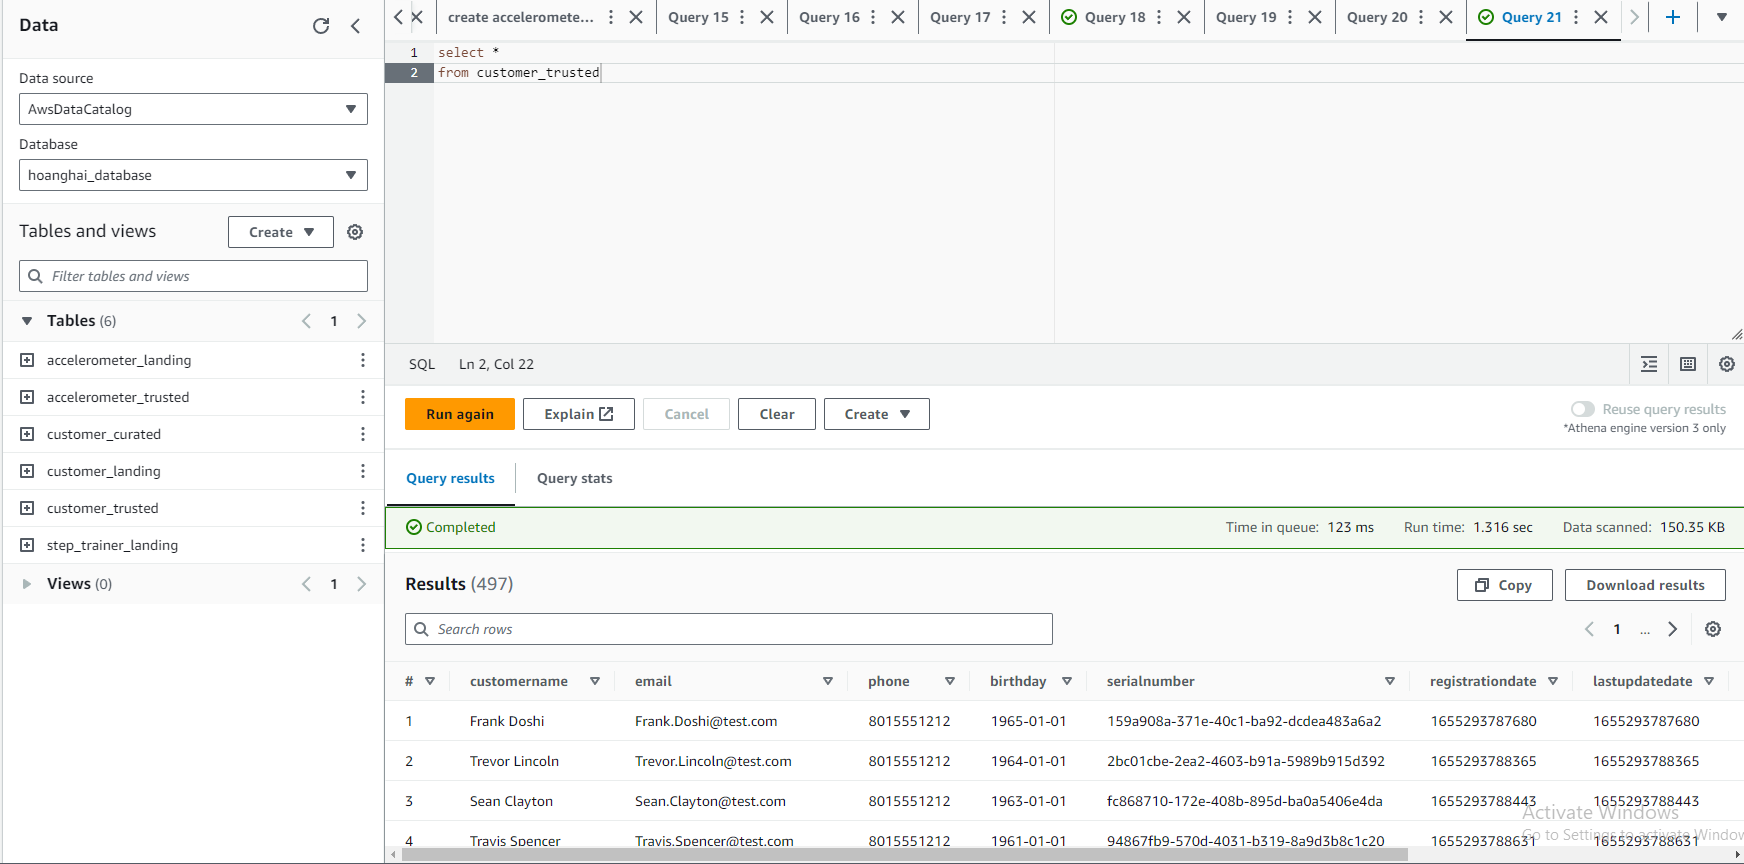 Data
Data source
AwsDataCatalog
Database
hoanghai_database
Tables and views
Create
Filter tables and views
Tables (6)
1
accelerometer_landing
accelerometer_trusted
customer_curated
customer_landing
customer_trusted
step_trainer_landing
Views (0)
1
create acceleromete... Query 15 Query 16 Query 17 Query 18 Query 19 Query 20 Query 21
1 select *
2 from customer_trusted
SQL Ln 2, Col 22
Run again Explain Cancel Clear Create
Reuse query results
*Athena engine version 3 only
Query results Query stats
Completed Time in queue: 123 ms Run time: 1.316 sec Data scanned: 150.35 KB
Results (497) Copy Download results
Search rows 1 ...
# customername email phone birthday serialnumber registrationdate lastupdatedate
1 Frank Doshi Frank.Doshi@test.com 8015551212 1965-01-01 159a908a-371e-40c1-ba92-dcdea483a6a2 1655293787680 1655293787680
2 Trevor Lincoln Trevor.Lincoln@test.com 8015551212 1964-01-01 2bc01cbe-2ea2-4603-b91a-5989b915d392 1655293788365 1655293788365
3 Sean Clayton Sean.Clayton@test.com 8015551212 1963-01-01 fc868710-172e-408b-895d-ba0a5406e4da 1655293788443 1655293788443
4 Travis Spencer Travis.Spencer@test.com 8015551212 1961-01-01 94867fb9-570d-4031-b319-8a9d3b8c1c20 1655293788631 1655293788631
Activate Windows
Go to Settings to activate Window